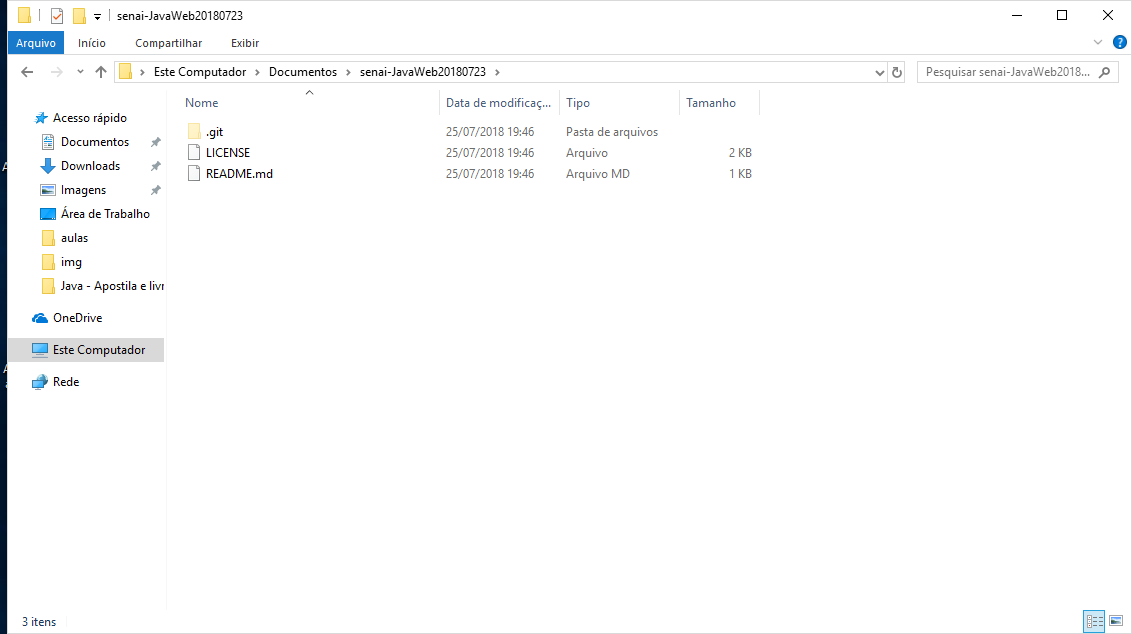 senai-JavaWeb20180723
Arquivo Início Compartilhar Exibir
Este Computador Documentos senai-JavaWeb20180723 Pesquisar senai-JavaWeb2018...
Nome Data de modificaç... Tipo Tamanho
.git 25/07/2018 19:46 Pasta de arquivos
LICENSE 25/07/2018 19:46 Arquivo 2 KB
README.md 25/07/2018 19:46 Arquivo MD 1 KB
Acesso rápido
Documentos
Downloads
Imagens
Área de Trabalho
aulas
img
Java - Apostila e livr
OneDrive
Este Computador
Rede
3 itens